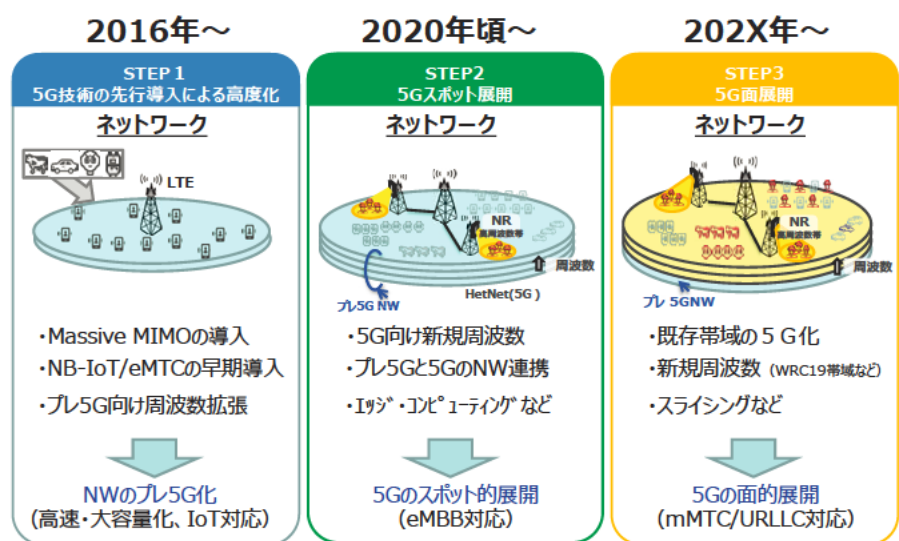 2016年～
STEP1
5G技術の先行導入による高度化
ネットワーク
LTE
・Massive MIMOの導入
・NB-IoT/eMTCの早期導入
・プレ5G向け周波数拡張
NWのプレ5G化
(高速・大容量化、IoT対応)
2020年頃～
STEP2
5Gスポット展開
ネットワーク
NR
高周波数帯
周波数
プレ5G NW
HetNet(5G)
・5G向け新規周波数
・プレ5Gと5GのNW連携
・ｴｯｼﾞ・ｺﾝﾋﾟｭｰﾃｨﾝｸﾞなど
5Gのスポット的展開
(eMBB対応)
202X年～
STEP3
5G面展開
ネットワーク
NR
高周波数帯
周波数
プレ 5GNW
・既存帯域の５G化
・新規周波数 (WRC19帯域など)
・スライシングなど
5Gの面的展開
(mMTC/URLLC対応)